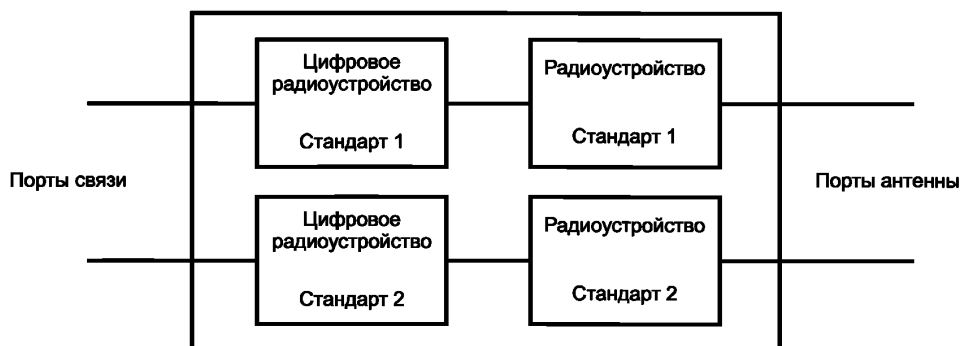 Цифровое
радиоустройство
Стандарт 1
Радиоустройство
Стандарт 1
Порты связи
Порты антенны
Цифровое
радиоустройство
Стандарт 2
Радиоустройство
Стандарт 2